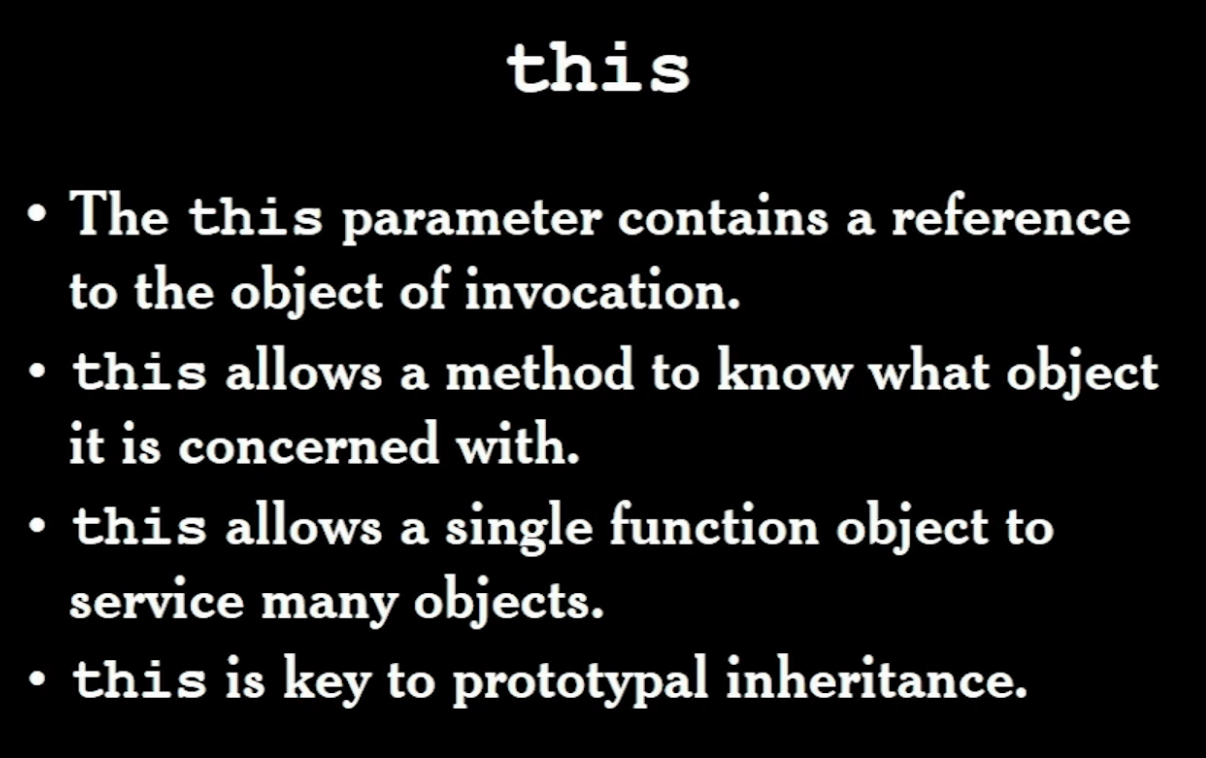 this
• The this parameter contains a reference
to the object of invocation.
• this allows a method to know what object
it is concerned with.
• this allows a single function object to
service many objects.
• this is key to prototypal inheritance.